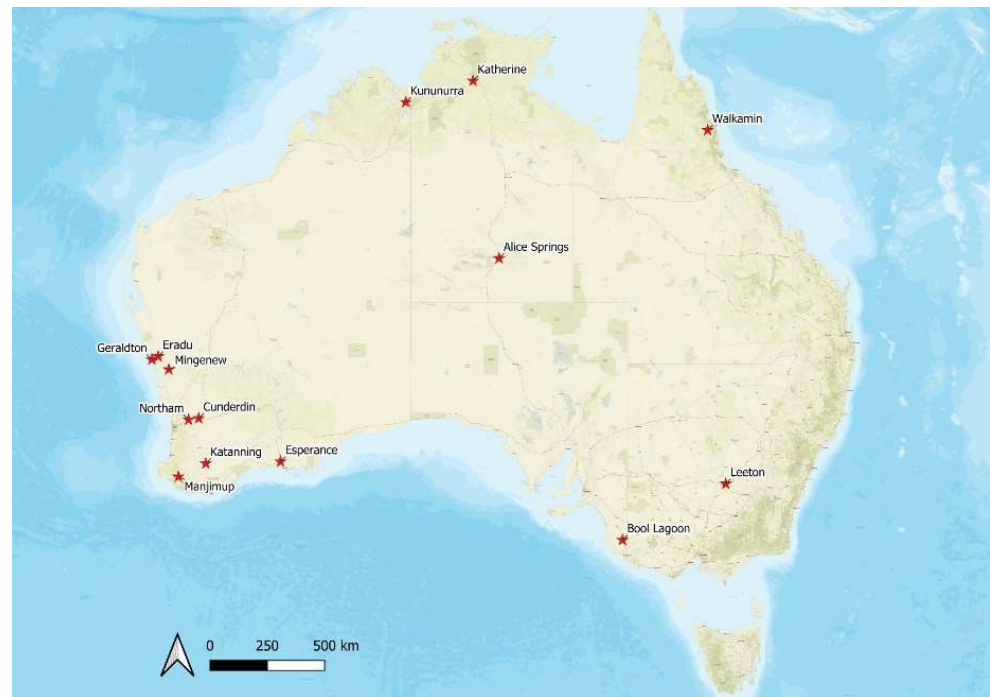 Katherine
Kununurra
Walkamin
Alice Springs
Geraldton
Eradu
Mingenew
Northam
Cunderdin
Katanning
Esperance
Manjimup
Leeton
Bool Lagoon
0 250 500 km